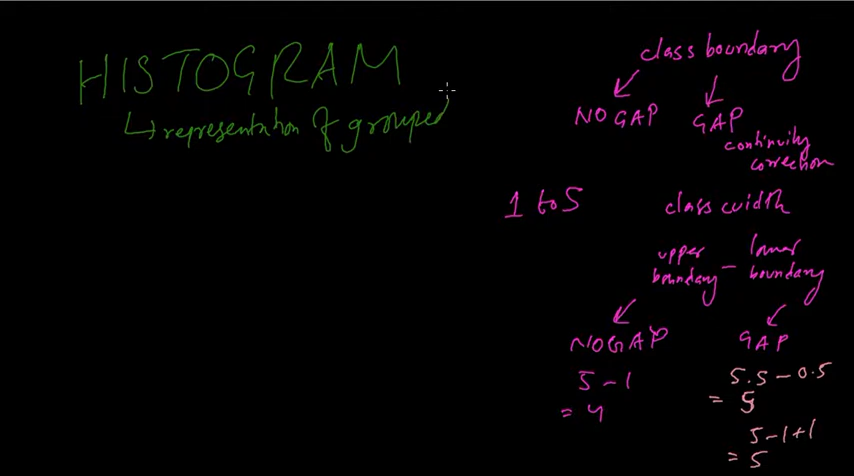 HISTOGRAM
↳ representation of grouped
class boundary
NO GAP GAP
continuity
correction
1 to 5 class width
upper boundary - lower boundary
NO GAP GAP
5 - 1
= 4
5.5 - 0.5
= 5
5 - 1 + 1
= 5